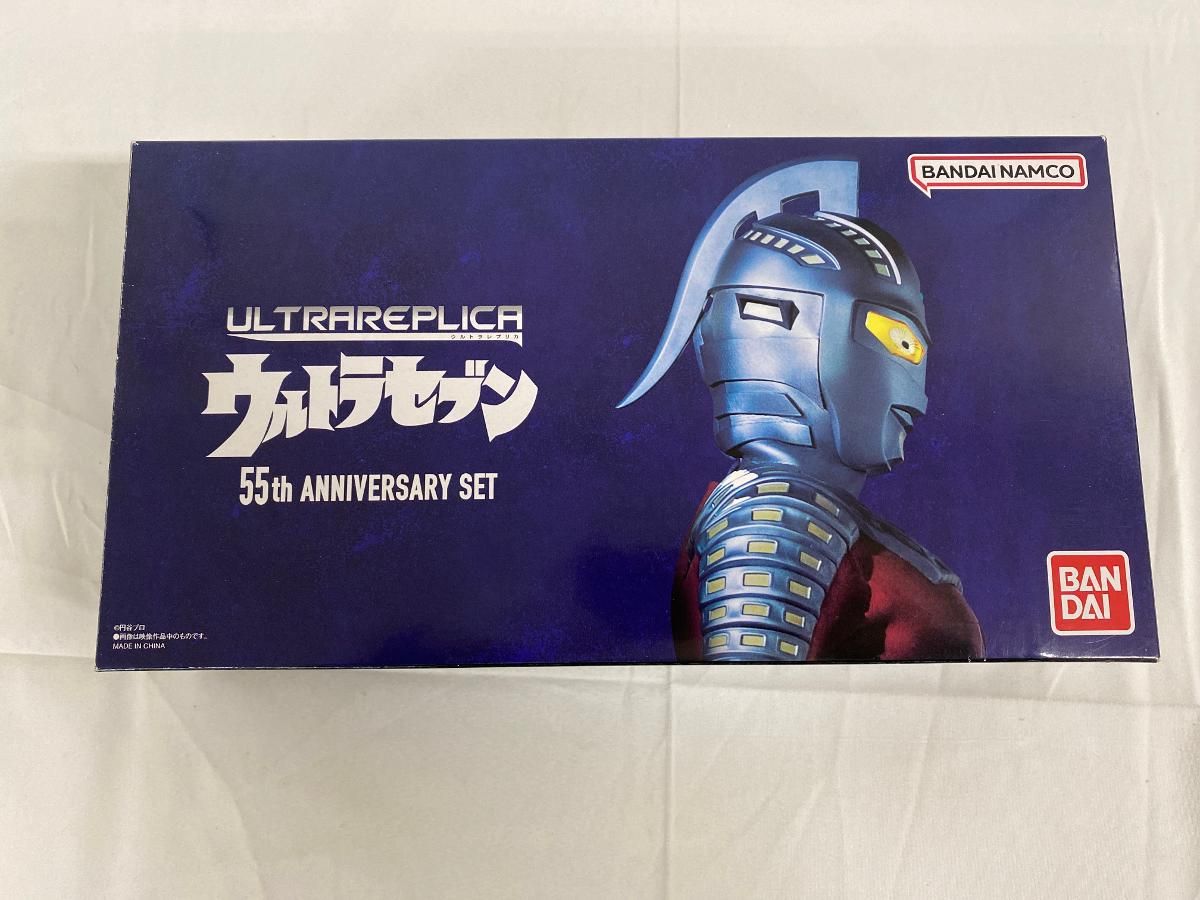 BANDAI NAMCO
ULTRAREPLICA
ウルトラレプリカ
ウルトラセブン
55th ANNIVERSARY SET
BAN
DAI
©円谷プロ
●画像は映像作品中のものです。
MADE IN CHINA